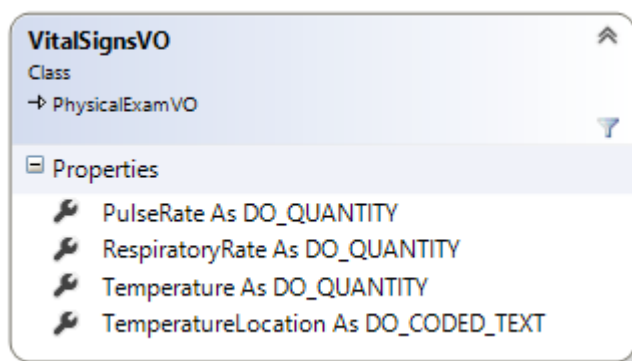 VitalSignsVO
Class
PhysicalExamVO
Properties
PulseRate As DO_QUANTITY
RespiratoryRate As DO_QUANTITY
Temperature As DO_QUANTITY
TemperatureLocation As DO_CODED_TEXT